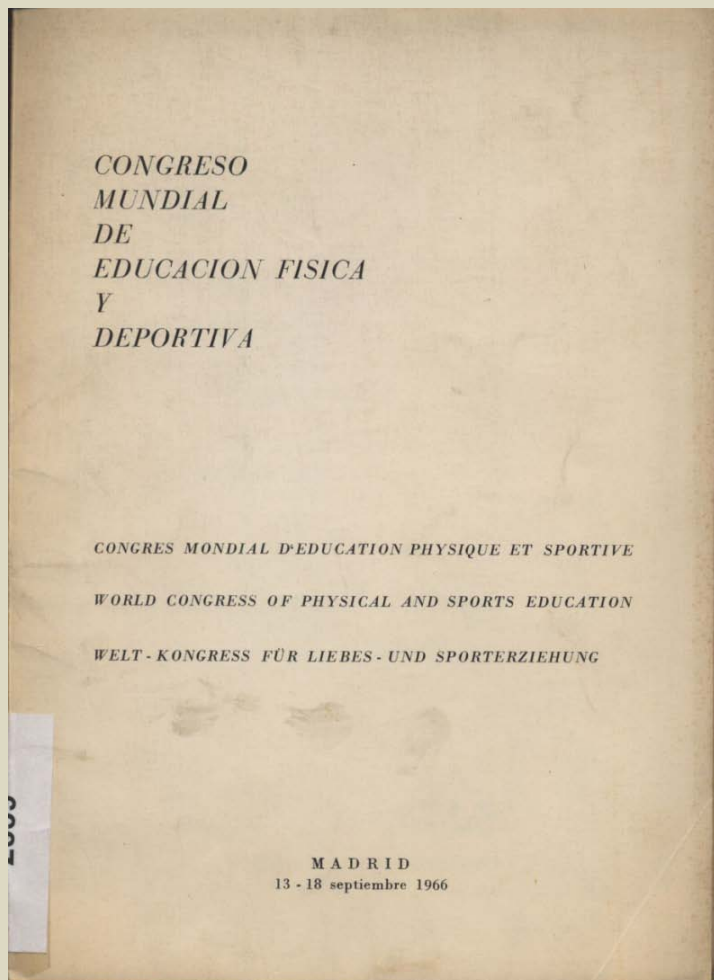 CONGRESO
MUNDIAL
DE
EDUCACION FISICA
Y
DEPORTIVA
CONGRES MONDIAL D'EDUCATION PHYSIQUE ET SPORTIVE
WORLD CONGRESS OF PHYSICAL AND SPORTS EDUCATION
WELT - KONGRESS FÜR LIEBES - UND SPORTERZIEHUNG
MADRID
13 - 18 septiembre 1966